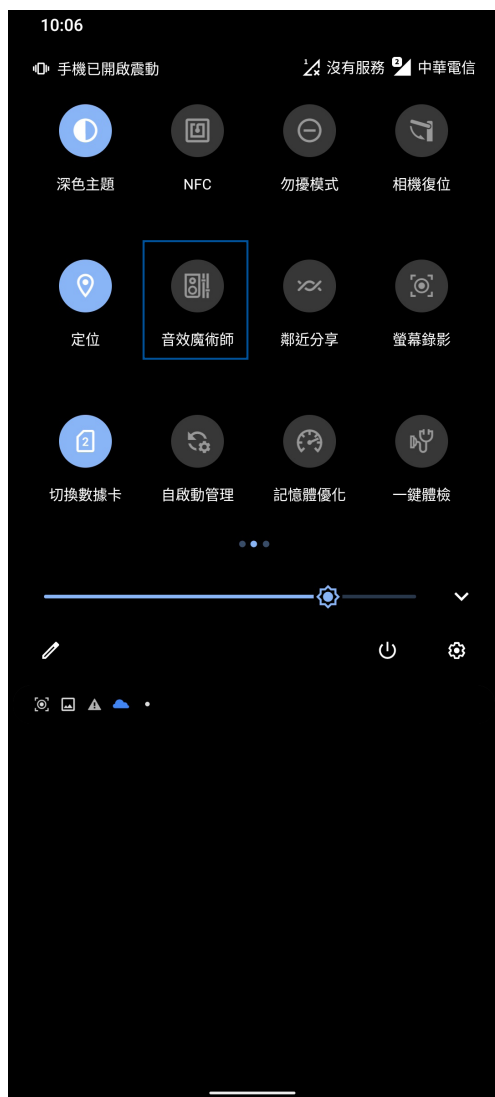 10:06
手機已開啟震動 1 沒有服務 2 中華電信
深色主題 NFC 勿擾模式 相機復位
定位 音效魔術師 鄰近分享 螢幕錄影
2
切換數據卡 自啟動管理 記憶體優化 一鍵體檢